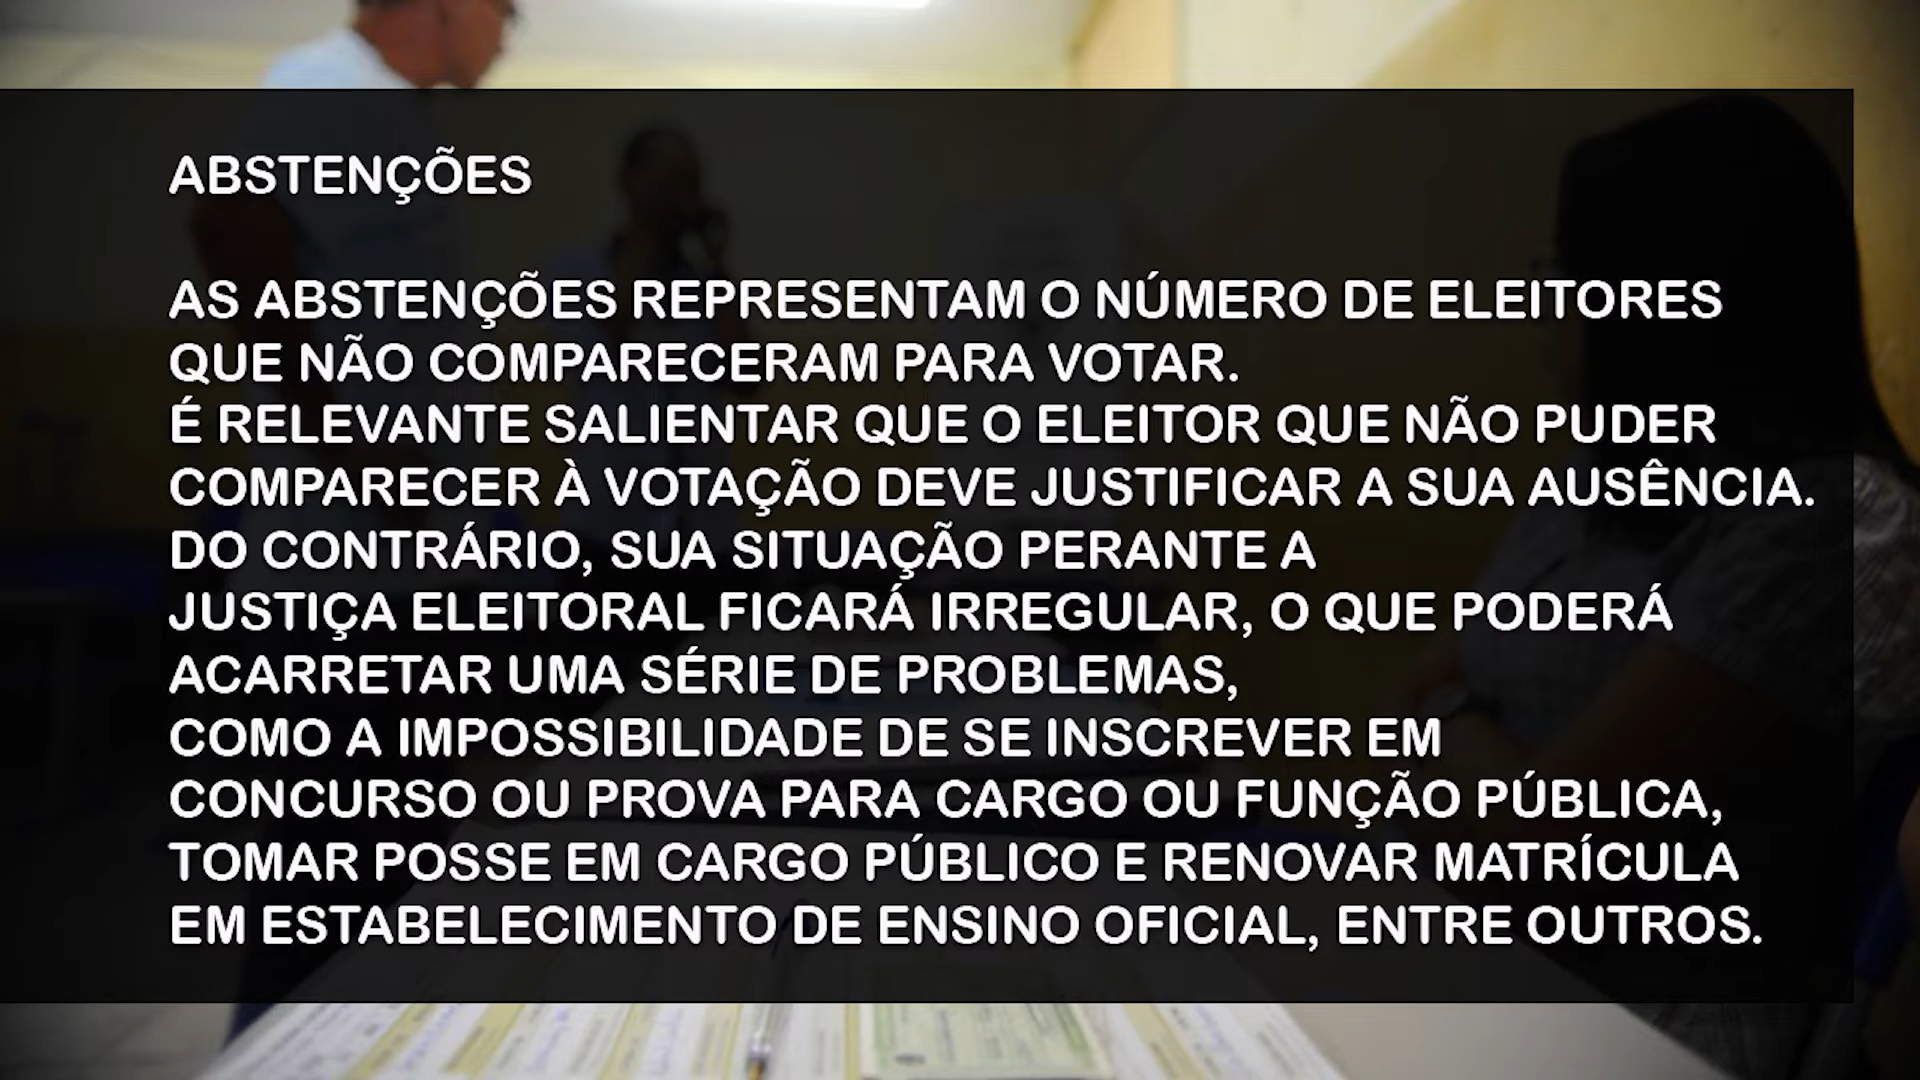 ABSTENÇÕES
AS ABSTENÇÕES REPRESENTAM O NÚMERO DE ELEITORES
QUE NÃO COMPARECERAM PARA VOTAR.
É RELEVANTE SALIENTAR QUE O ELEITOR QUE NÃO PUDER
COMPARECER À VOTAÇÃO DEVE JUSTIFICAR A SUA AUSÊNCIA.
DO CONTRÁRIO, SUA SITUAÇÃO PERANTE A
JUSTIÇA ELEITORAL FICARÁ IRREGULAR, O QUE PODERÁ
ACARRETAR UMA SÉRIE DE PROBLEMAS,
COMO A IMPOSSIBILIDADE DE SE INSCREVER EM
CONCURSO OU PROVA PARA CARGO OU FUNÇÃO PÚBLICA,
TOMAR POSSE EM CARGO PÚBLICO E RENOVAR MATRÍCULA
EM ESTABELECIMENTO DE ENSINO OFICIAL, ENTRE OUTROS.